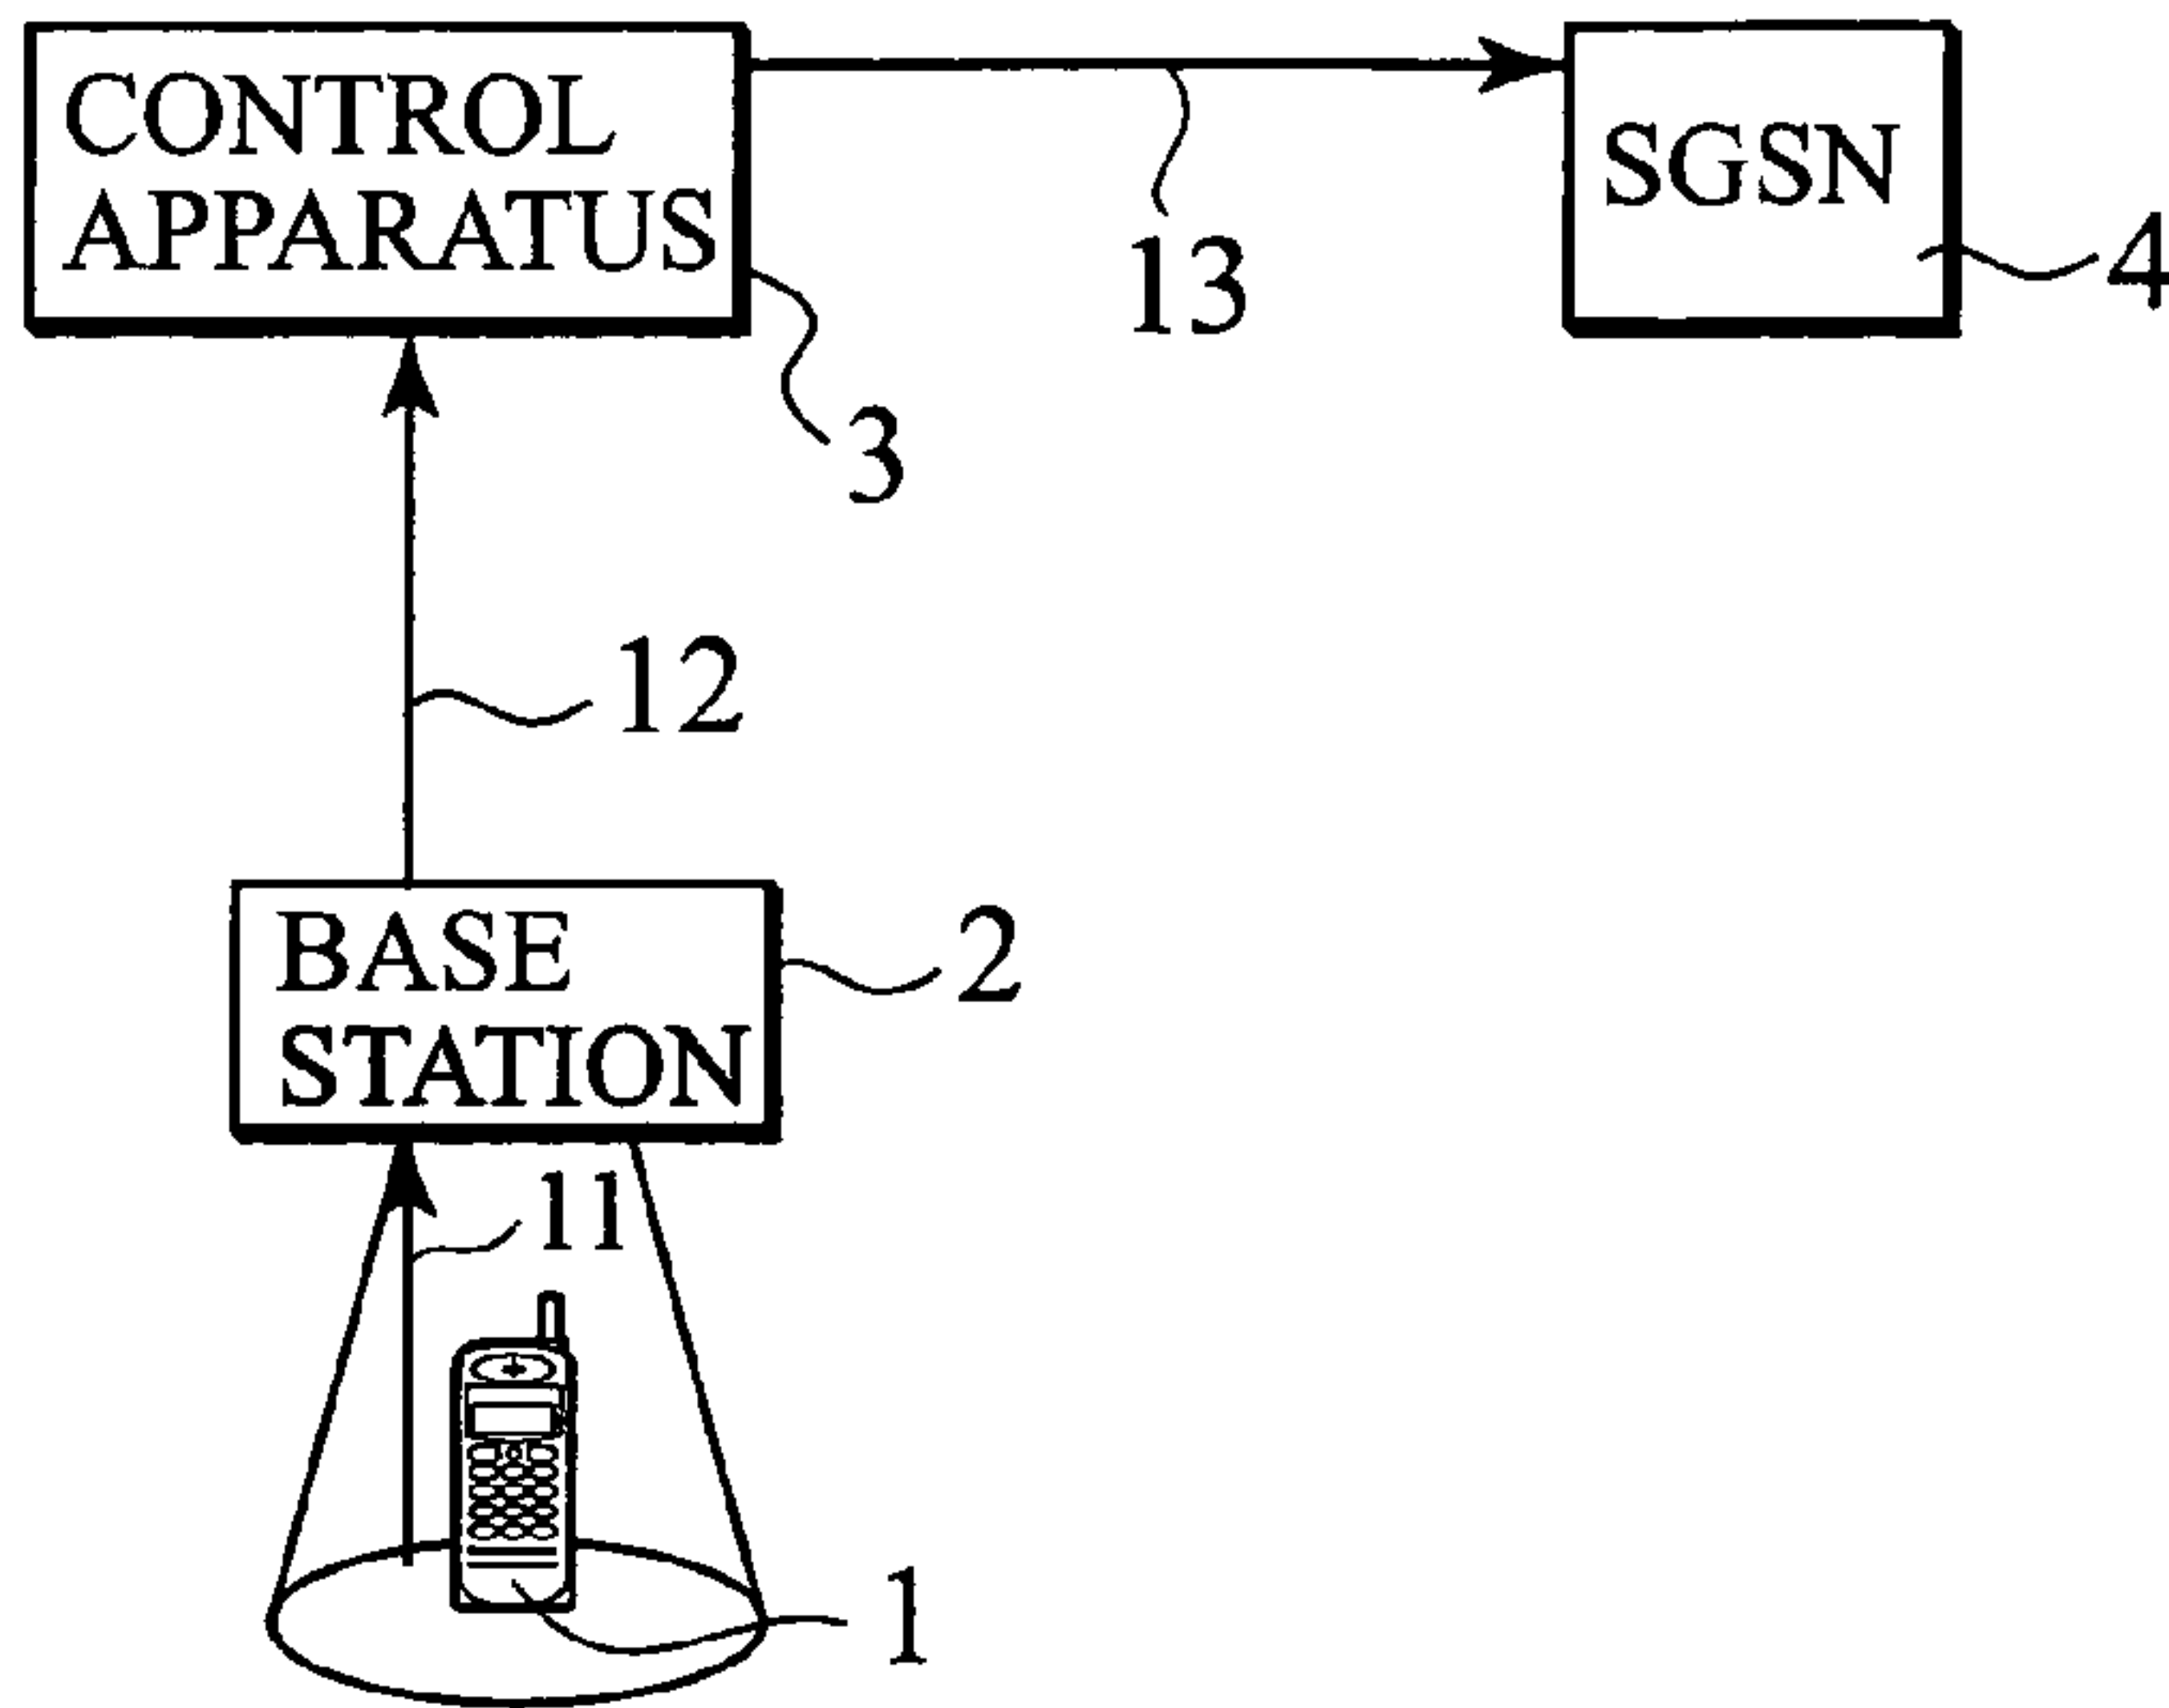 CONTROL
APPARATUS
SGSN
13
4
3
12
BASE
STATION
2
11
1